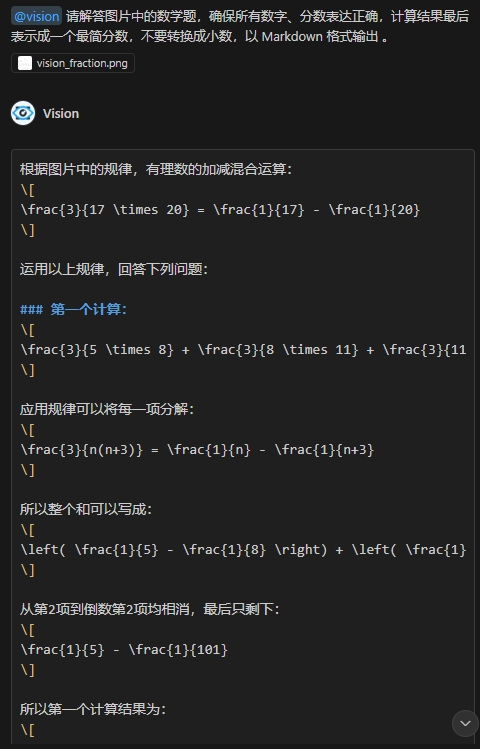 @vision 请解答图片中的数学题，确保所有数字、分数表达正确，计算结果最后
表示成一个最简分数，不要转换成小数，以 Markdown 格式输出 。
vision_fraction.png
Vision
根据图片中的规律，有理数的加减混合运算：
\[
\frac{3}{17 \times 20} = \frac{1}{17} - \frac{1}{20}
\]
运用以上规律，回答下列问题：
### 第一个计算：
\[
\frac{3}{5 \times 8} + \frac{3}{8 \times 11} + \frac{3}{11
\]
应用规律可以将每一项分解：
\[
\frac{3}{n(n+3)} = \frac{1}{n} - \frac{1}{n+3}
\]
所以整个和可以写成：
\[
\left( \frac{1}{5} - \frac{1}{8} \right) + \left( \frac{1}
\]
从第2项到倒数第2项均相消，最后只剩下：
\[
\frac{1}{5} - \frac{1}{101}
\]
所以第一个计算结果为：
\[